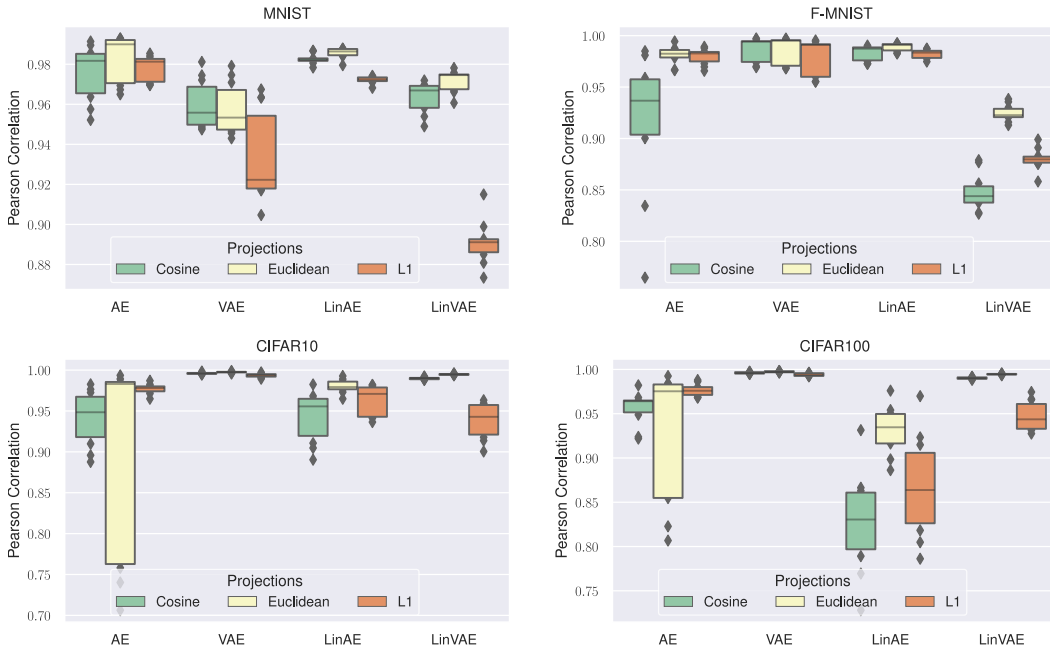 MNIST
Pearson Correlation
0.98
0.96
0.94
0.92
0.90
0.88
Projections
Cosine Euclidean L1
AE VAE LinAE LinVAE
F-MNIST
Pearson Correlation
1.00
0.95
0.90
0.85
0.80
Projections
Cosine Euclidean L1
AE VAE LinAE LinVAE
CIFAR10
Pearson Correlation
1.00
0.95
0.90
0.85
0.80
0.75
0.70
Projections
Cosine Euclidean L1
AE VAE LinAE LinVAE
CIFAR100
Pearson Correlation
1.00
0.95
0.90
0.85
0.80
0.75
Projections
Cosine Euclidean L1
AE VAE LinAE LinVAE